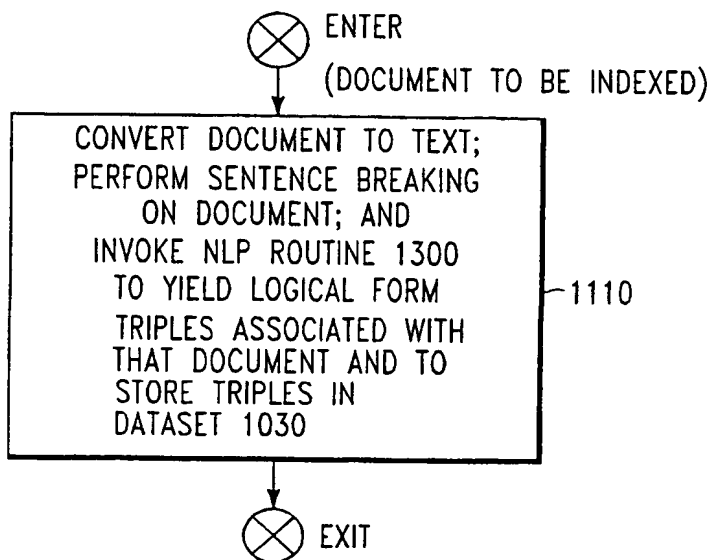 ENTER
(DOCUMENT TO BE INDEXED)
CONVERT DOCUMENT TO TEXT;
PERFORM SENTENCE BREAKING
ON DOCUMENT; AND
INVOKE NLP ROUTINE 1300
TO YIELD LOGICAL FORM
TRIPLES ASSOCIATED WITH
THAT DOCUMENT AND TO
STORE TRIPLES IN
DATASET 1030
1110
EXIT